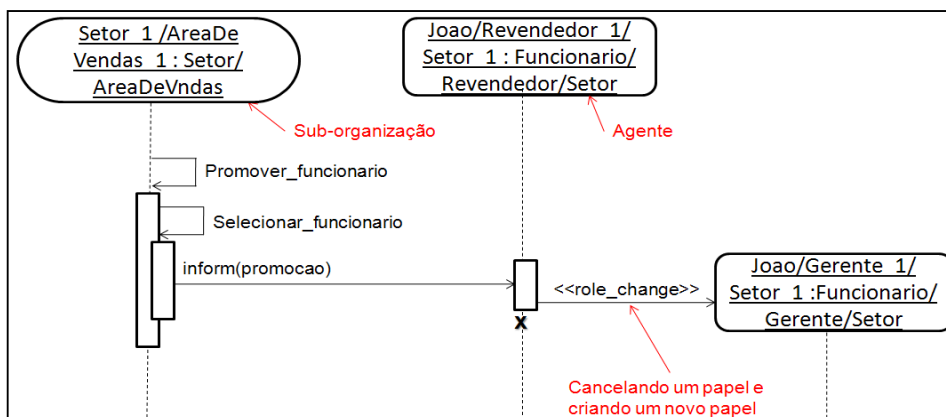 Setor_1 /AreaDe
Vendas_1 : Setor/
AreaDeVndas
Joao/Revendedor_1/
Setor_1 : Funcionario/
Revendedor/Setor
Sub-organização
Agente
Promover_funcionario
Selecionar_funcionario
inform(promocao)
<<role_change>>
Joao/Gerente_1/
Setor_1 :Funcionario/
Gerente/Setor
x
Cancelando um papel e
criando um novo papel